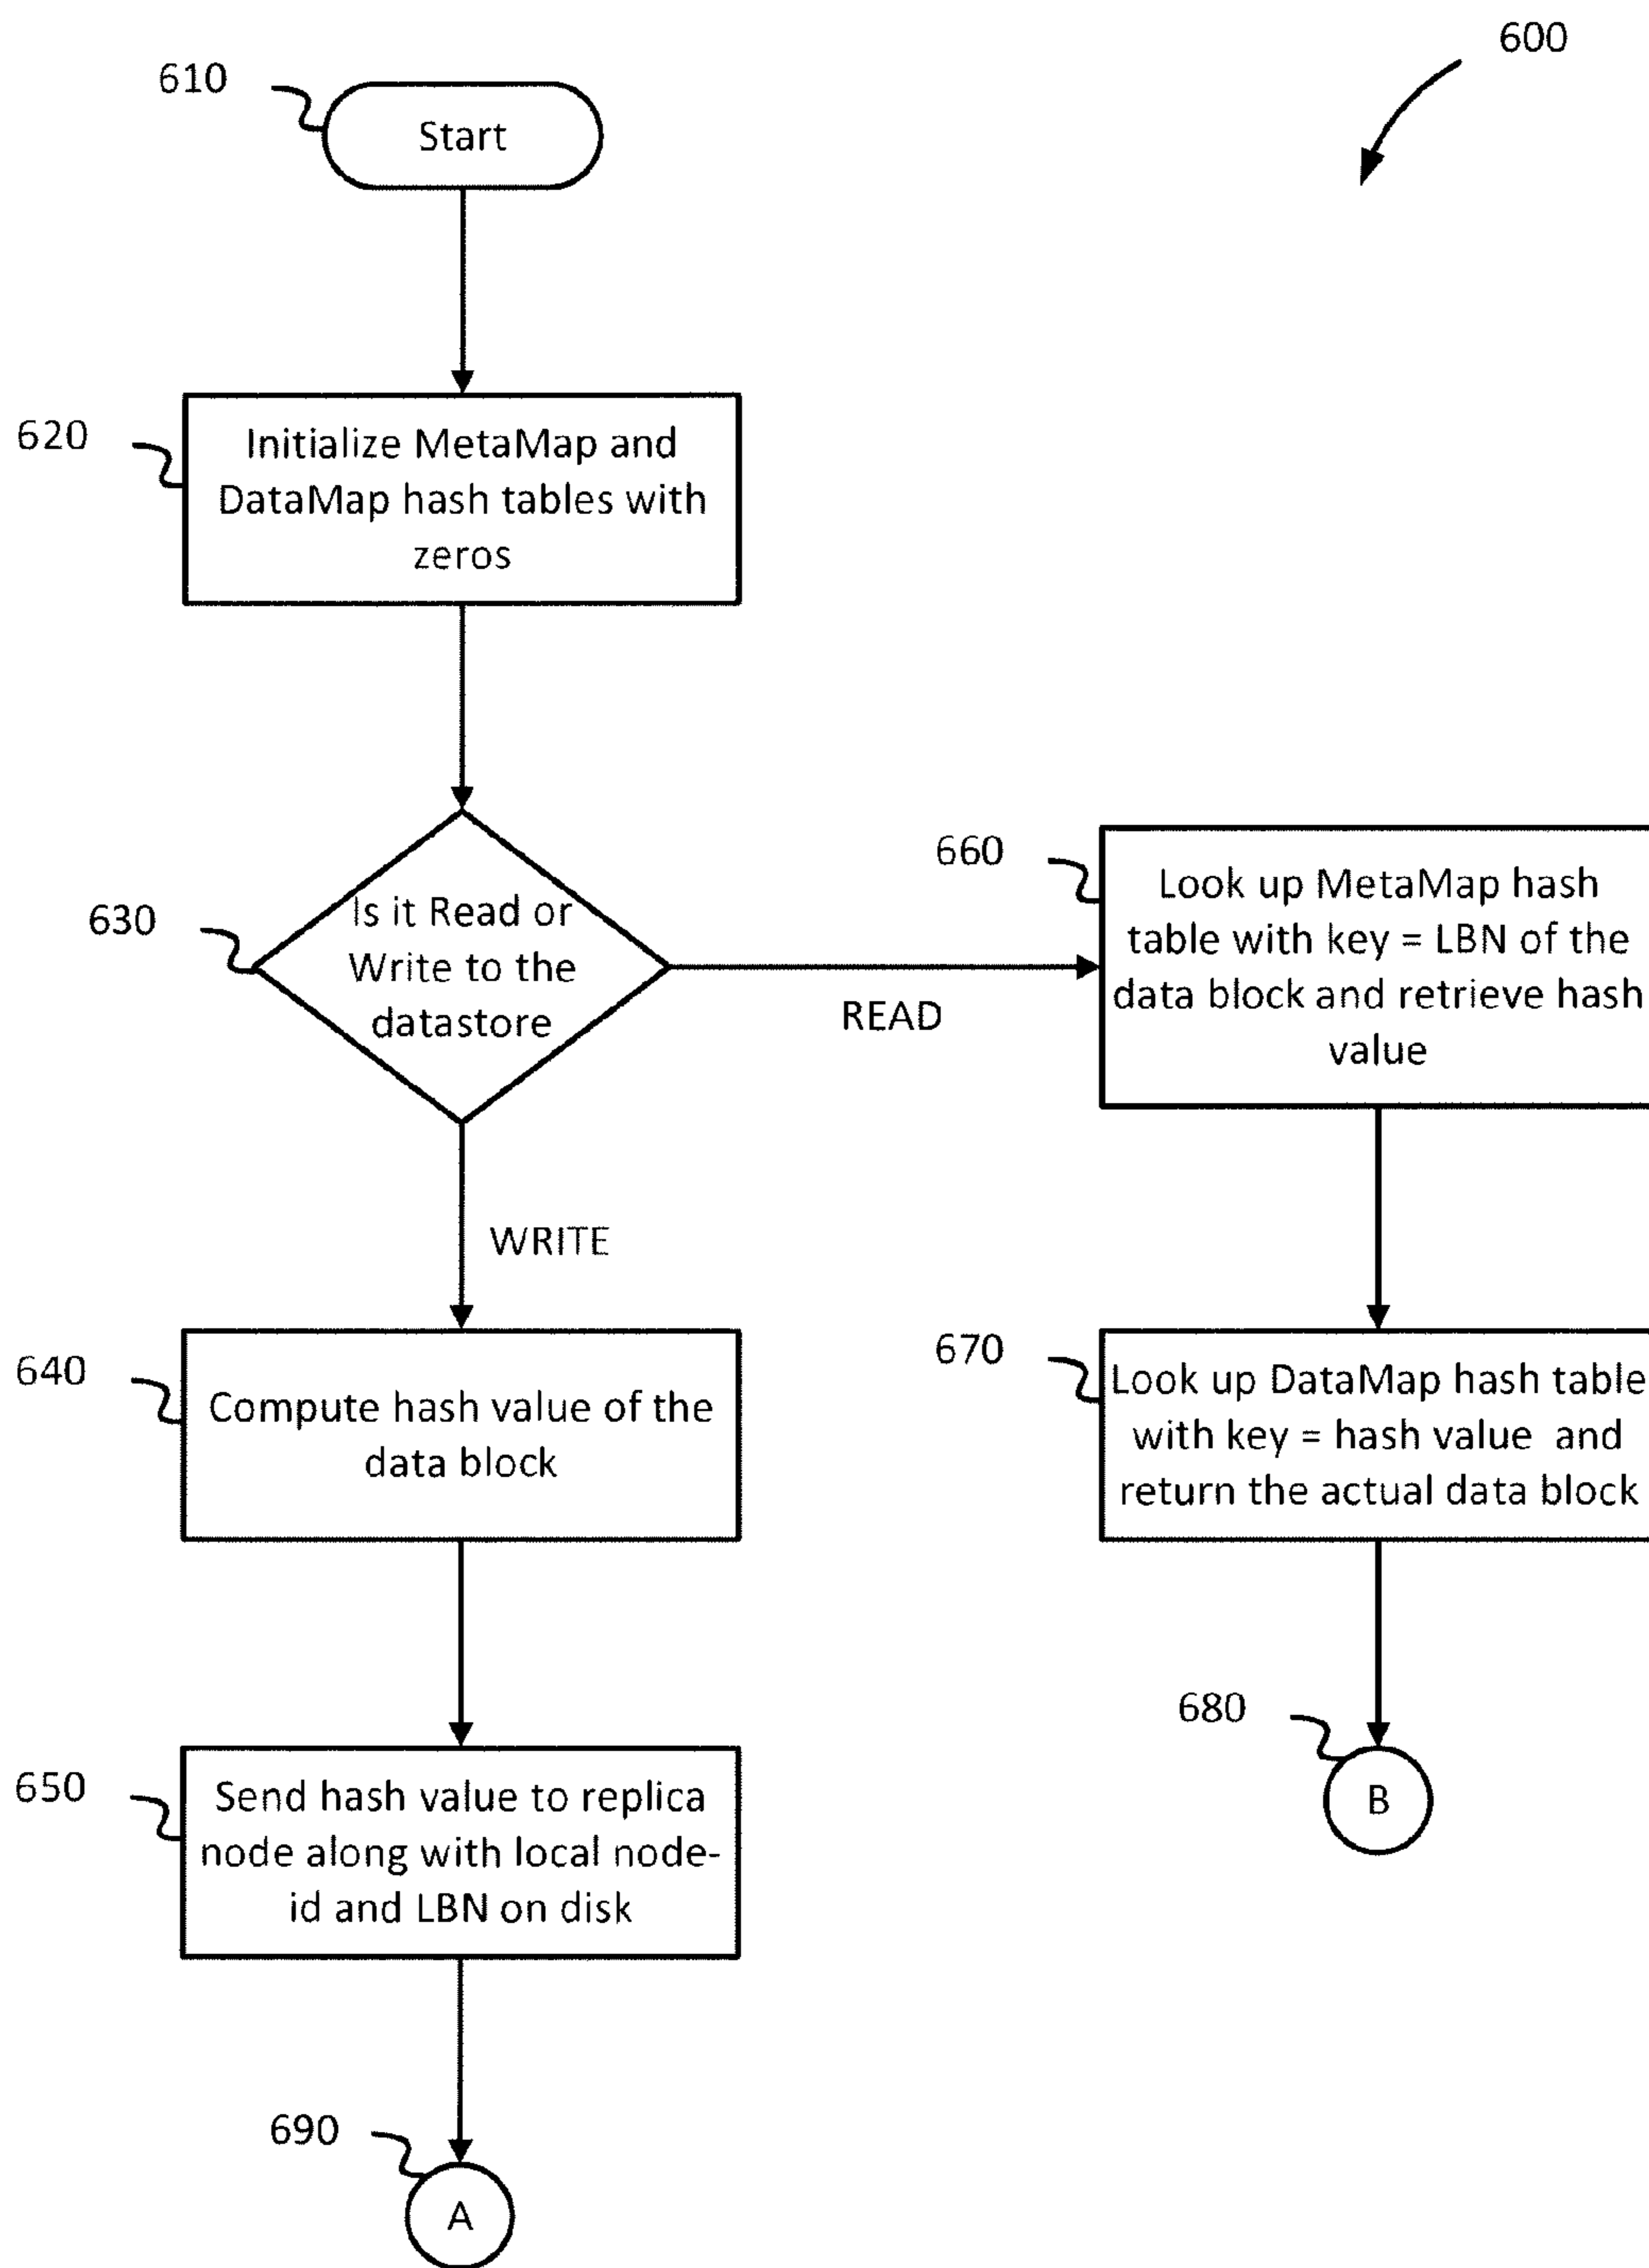 600
610
Start
620
Initialize MetaMap and
DataMap hash tables with
zeros
630
Is it Read or
Write to the
datastore
READ
WRITE
660
Look up MetaMap hash
table with key = LBN of the
data block and retrieve hash
value
640
Compute hash value of the
data block
670
Look up DataMap hash table
with key = hash value and
return the actual data block
650
Send hash value to replica
node along with local node-
id and LBN on disk
680
B
690
A